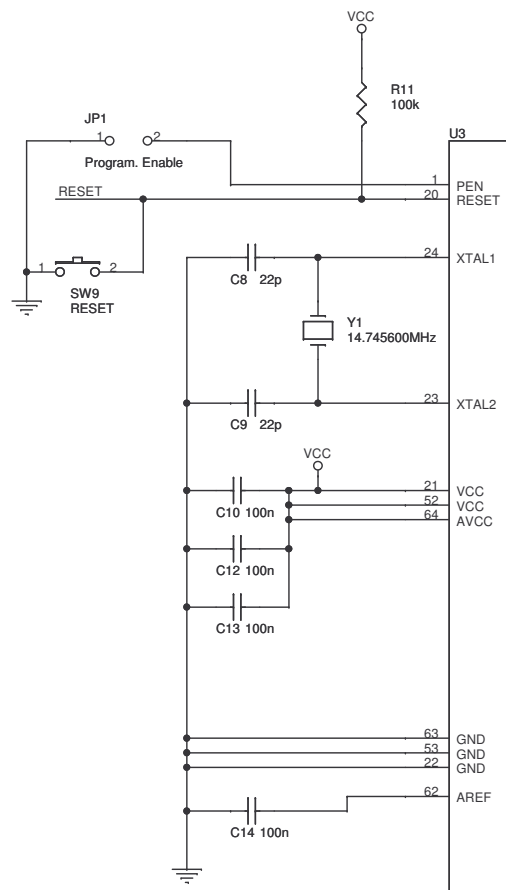 VCC
R11
100k
JP1
1 2
Program. Enable
U3
1 PEN
RESET
20 RESET
1 2
SW9
RESET
24 XTAL1
C8 22p
Y1
14.745600MHz
23 XTAL2
C9 22p
VCC
21 VCC
52 VCC
64 AVCC
C10 100n
C12 100n
C13 100n
63 GND
53 GND
22 GND
62 AREF
C14 100n